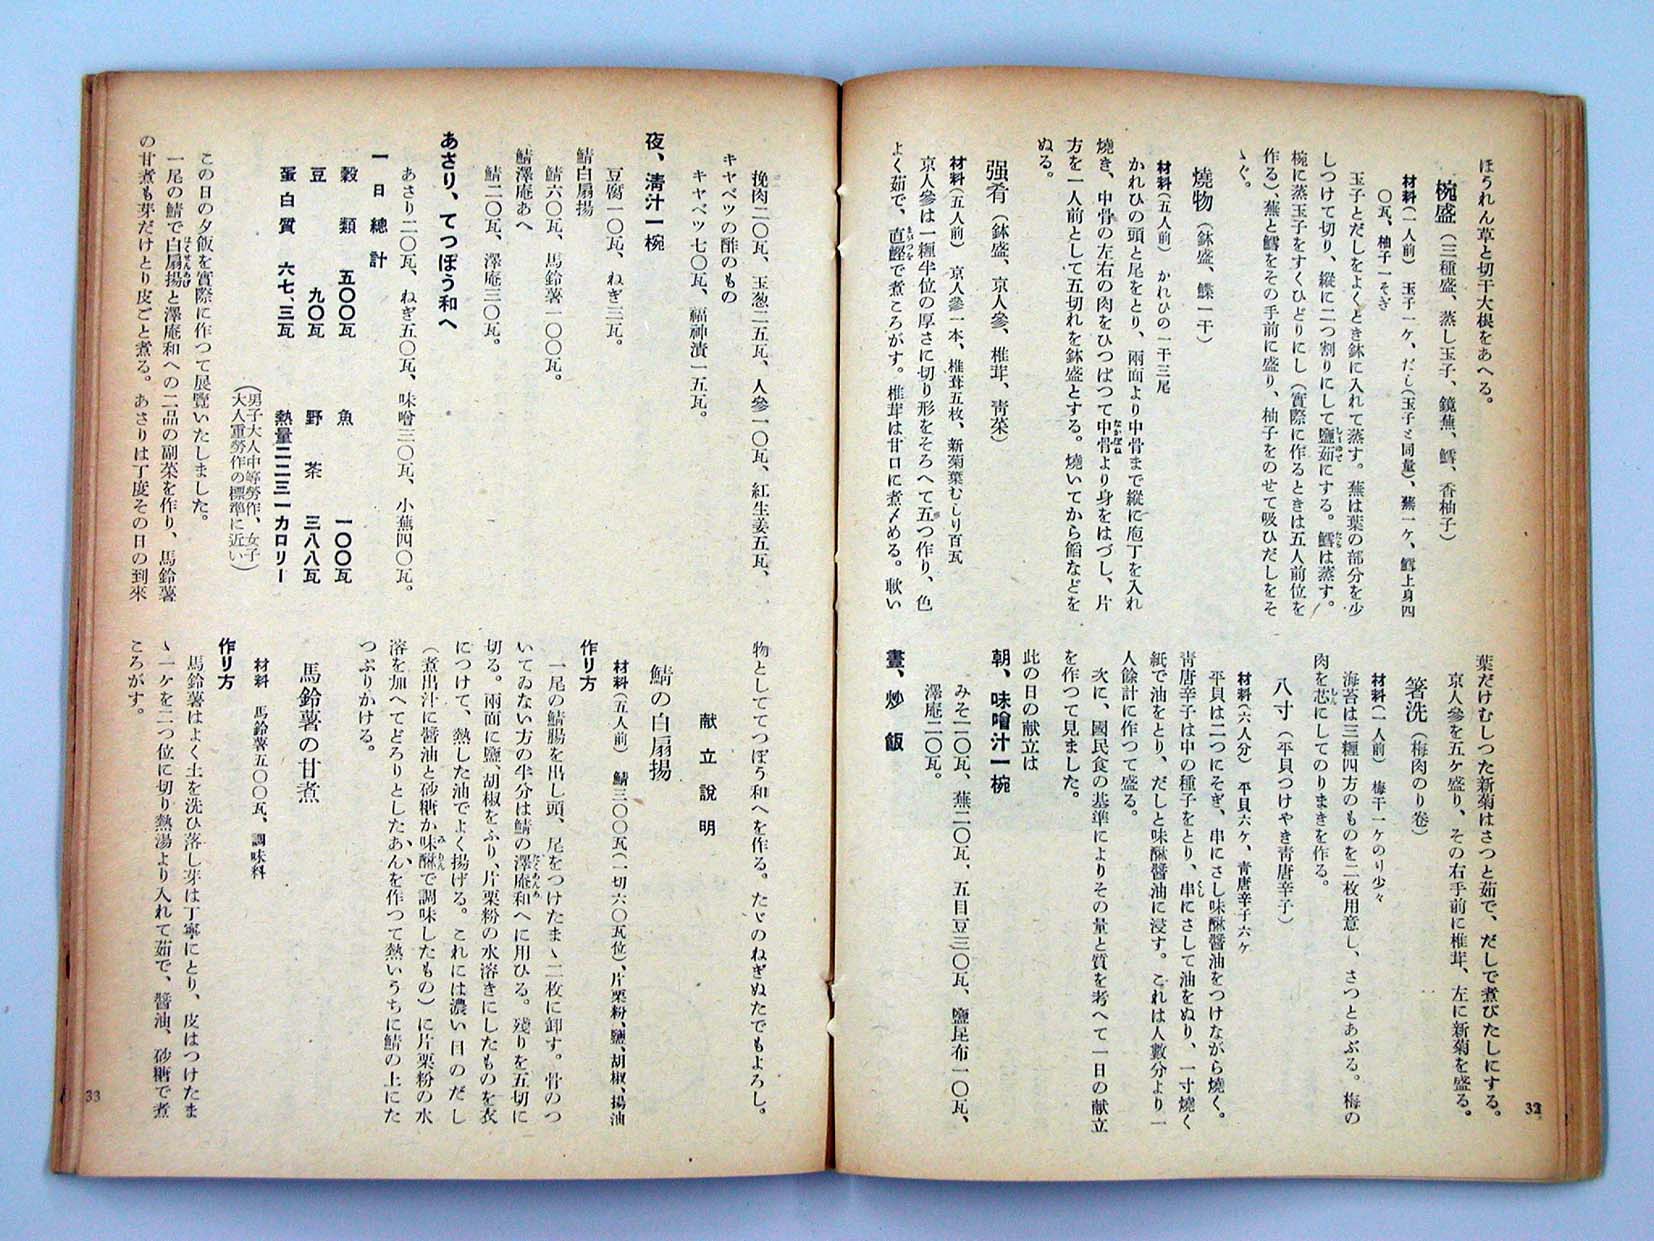 ほうれん草と切干大根をあへる。
椀盛（三種盛、蒸し玉子、鏡蕪、鱈、香柚子）
材料（一人前）玉子一ケ、だし（玉子と同量）、蕪一ケ、鱈上身四
〇瓦、柚子一そぎ
玉子とだしをよくとき鉢に入れて蒸す。蕪は葉の部分を少
しつけて切り、縱に二つ割りにして鹽茹にする。鱈は蒸す。
椀に蒸玉子をすくひどりにし（實際に作るときは五人前位を
作る）、蕪と鱈をその手前に盛り、柚子をのせて吸ひだしをそ
ゝぐ。
燒物（鉢盛、鰈一干）
材料（五人前）かれひの一干三尾
かれひの頭と尾をとり、兩面より中骨まで縱に庖丁を入れ
燒き、中骨の左右の肉をひつぱつて中骨より身をはづし、片
方を一人前として五切れを鉢盛とする。燒いてから餡などを
ぬる。
强肴（鉢盛、京人參、椎茸、靑菜）
材料（五人前）京人參一本、椎茸五枚、新菊葉むしり百瓦
京人參は一糎半位の厚さに切り形をそろへて五つ作り、色
よく茹で、直鰹で煮ころがす。椎茸は甘口に煮〆める。軟い
葉だけむしつた新菊はさつと茹で、だしで煮びたしにする。
京人參を五ケ盛り、その右手前に椎茸、左に新菊を盛る。
箸洗（梅肉のり卷）
材料（一人前）梅干一ケのり少々
海苔は三糎四方のものを二枚用意し、さつとあぶる。梅の
肉を芯にしてのりまきを作る。
八寸（平貝つけやき靑唐辛子）
材料（六人分）平貝六ケ、靑唐辛子六ケ
平貝は二つにそぎ、串にさし味醂醬油をつけながら燒く。
靑唐辛子は中の種子をとり、串にさして油をぬり、一寸燒く
紙で油をとり、だしと味醂醬油に浸す。これは人數分より一
人餘計に作つて盛る。
次に、國民食の基準によりその量と質を考へて一日の献立
を作つて見ました。
此の日の献立は
朝、味噌汁一椀
みそ二〇瓦、蕪二〇瓦、五目豆三〇瓦、鹽昆布一〇瓦、
澤庵二〇瓦。
晝、炒飯
32
挽肉二〇瓦、玉葱二五瓦、人參一〇瓦、紅生姜五瓦、
キャベツの酢のもの
キャベツ七〇瓦、福神漬一五瓦。
夜、淸汁一椀
豆腐一〇瓦、ねぎ三瓦。
鯖白扇揚
鯖六〇瓦、馬鈴薯一〇〇瓦。
鯖澤庵あへ
鯖二〇瓦、澤庵三〇瓦。
あさり、てつぽう和へ
あさり二〇瓦、ねぎ五〇瓦、味噌三〇瓦、小蕪四〇瓦。
一日總計
穀類 五〇〇瓦 魚 一〇〇瓦
豆 九〇瓦 野茶 三八八瓦
蛋白質 六七、三瓦 熱量二二三一カロリー
（男子大人中等勞作、女子
大人重勞作の標準に近い）
この日の夕飯を實際に作つて展覽いたしました。
一尾の鯖で白扇揚と澤庵和への二品の副菜を作り、馬鈴薯
の甘煮も芽だけとり皮ごと煮る。あさりは丁度その日の到來
物としててつぽう和へを作る。たゞのねぎぬたでもよろし。
献立說明
鯖の白扇揚
材料（五人前）鯖三〇〇瓦（一切六〇瓦位）、片栗粉、鹽、胡椒、揚油
作り方
一尾の鯖腸を出し頭、尾をつけたまゝ二枚に卸す。骨のつ
いてゐない方の半分は鯖の澤庵和へに用ひる。殘りを五切に
切る。兩面に鹽、胡椒をふり、片栗粉の水溶きにしたものを衣
につけて、熱した油でよく揚げる。これには濃い目のだし
（煮出汁に醬油と砂糖か味醂で調味したもの）に片栗粉の水
溶を加へてどろりとしたあんを作つて熱いうちに鯖の上にた
つぷりかける。
馬鈴薯の甘煮
材料 馬鈴薯五〇〇瓦、調味料
作り方
馬鈴薯はよく土を洗ひ落し芽は丁寧にとり、皮はつけたま
ゝ一ケを二つ位に切り熱湯より入れて茹で、醬油、砂糖で煮
ころがす。
33